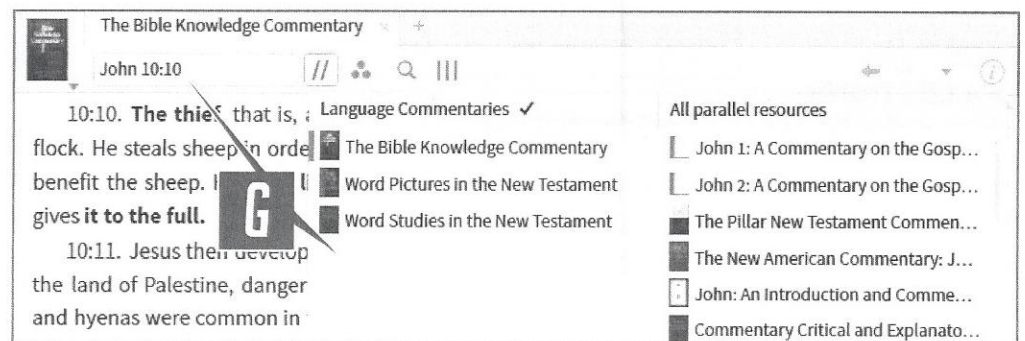 The Bible Knowledge Commentary
John 10:10
10:10. The thief that is,
flock. He steals sheep in orde
benefit the sheep.
gives it to the full.
10:11. Jesus then develop
the land of Palestine, danger
and hyenas were common in
G
Language Commentaries ✓
The Bible Knowledge Commentary
Word Pictures in the New Testament
Word Studies in the New Testament
All parallel resources
John 1: A Commentary on the Gosp...
John 2: A Commentary on the Gosp...
The Pillar New Testament Commen...
The New American Commentary: J...
John: An Introduction and Comme...
Commentary Critical and Explanato...